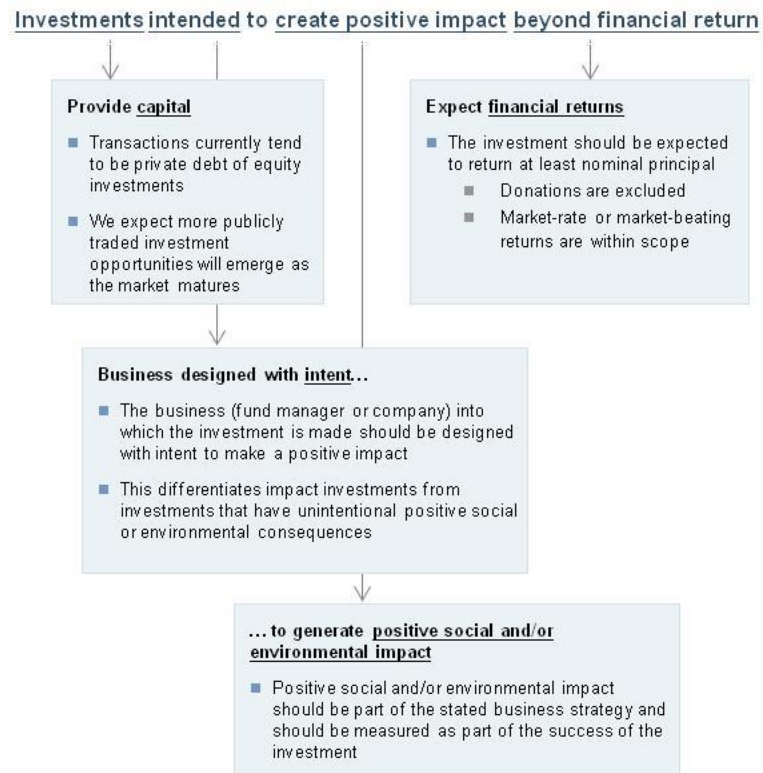 Investments intended to create positive impact beyond financial return
Provide capital
Transactions currently tend
to be private debt of equity
investments
We expect more publicly
traded investment
opportunities will emerge as
the market matures
Expect financial returns
The investment should be expected
to return at least nominal principal
Donations are excluded
Market-rate or market-beating
returns are within scope
Business designed with intent...
The business (fund manager or company) into
which the investment is made should be designed
with intent to make a positive impact
This differentiates impact investments from
investments that have unintentional positive social
or environmental consequences
...to generate positive social and/or
environmental impact
Positive social and/or environmental impact
should be part of the stated business strategy and
should be measured as part of the success of the
investment